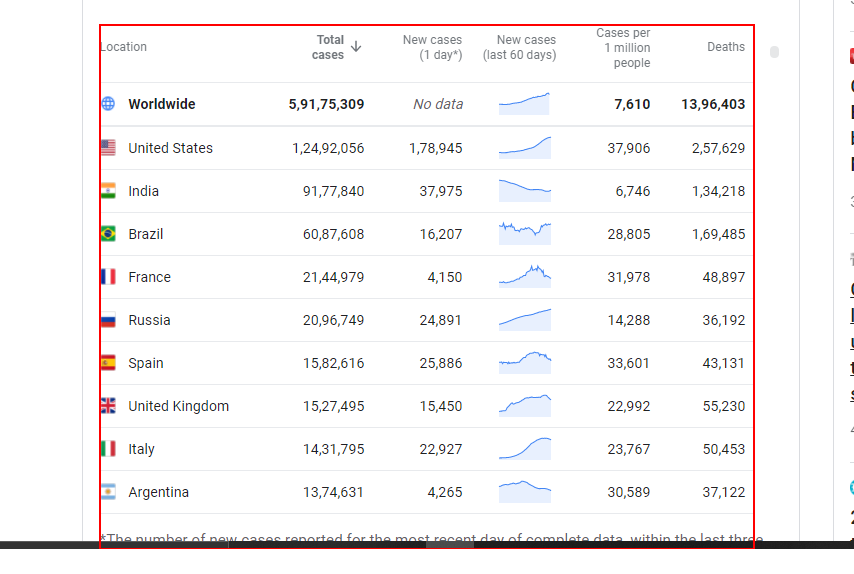 Location Total cases ↓ New cases (1 day*) New cases (last 60 days) Cases per 1 million people Deaths
Worldwide 5,91,75,309 No data 7,610 13,96,403
United States 1,24,92,056 1,78,945 37,906 2,57,629
India 91,77,840 37,975 6,746 1,34,218
Brazil 60,87,608 16,207 28,805 1,69,485
France 21,44,979 4,150 31,978 48,897
Russia 20,96,749 24,891 14,288 36,192
Spain 15,82,616 25,886 33,601 43,131
United Kingdom 15,27,495 15,450 22,992 55,230
Italy 14,31,795 22,927 23,767 50,453
Argentina 13,74,631 4,265 30,589 37,122
*The number of new cases reported for the most recent day of complete data, within the last three